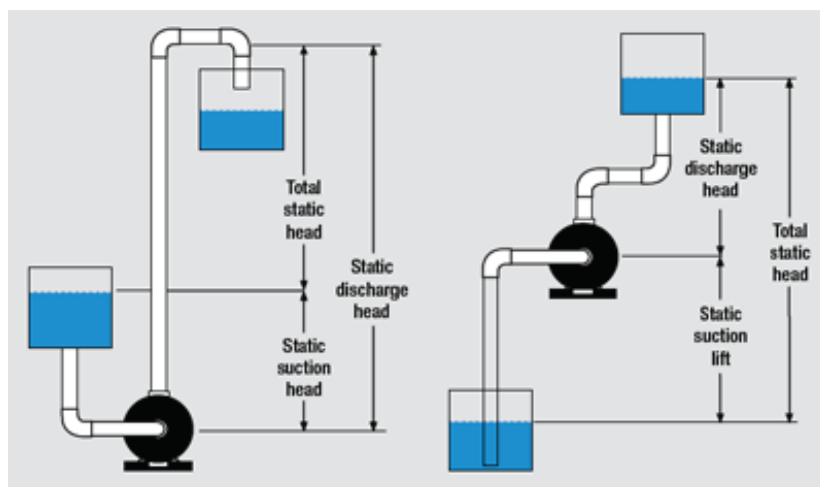 Total
static
head
Static
discharge
head
Static
suction
head
Static
discharge
head
Total
static
head
Static
suction
lift